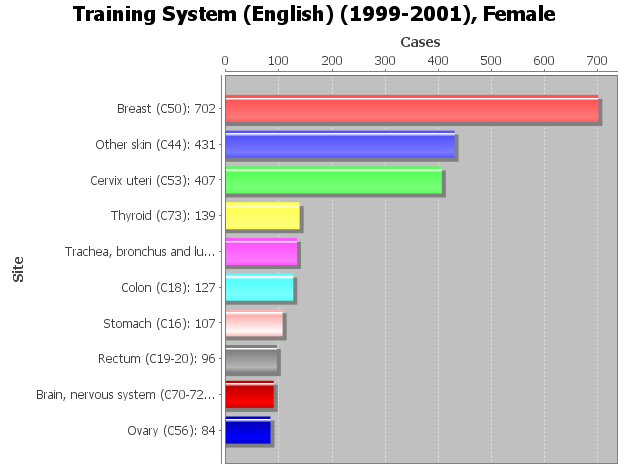 Training System (English) (1999-2001), Female
Cases
0 100 200 300 400 500 600 700
Breast (C50): 702
Other skin (C44): 431
Cervix uteri (C53): 407
Thyroid (C73): 139
Trachea, bronchus and lu...
Colon (C18): 127
Stomach (C16): 107
Rectum (C19-20): 96
Brain, nervous system (C70-72...
Ovary (C56): 84
Site